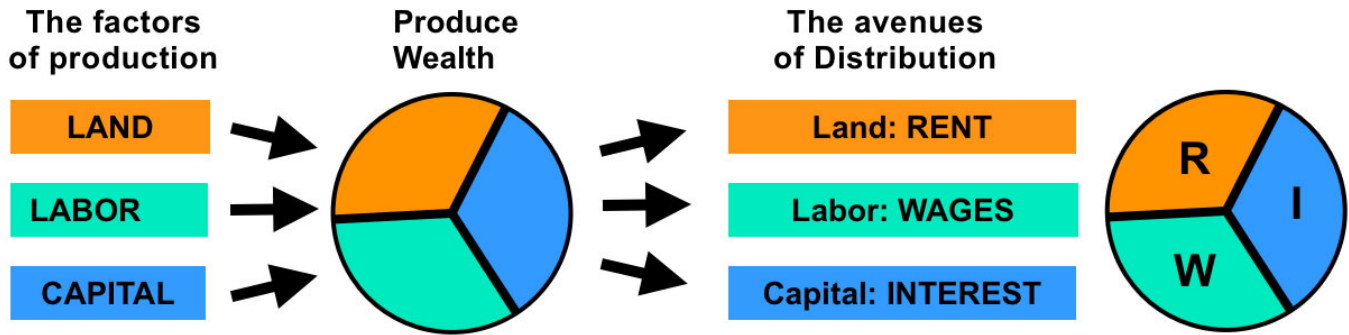 The factors
of production
Produce
Wealth
The avenues
of Distribution
LAND
LABOR
CAPITAL
Land: RENT
Labor: WAGES
Capital: INTEREST
R
I
W